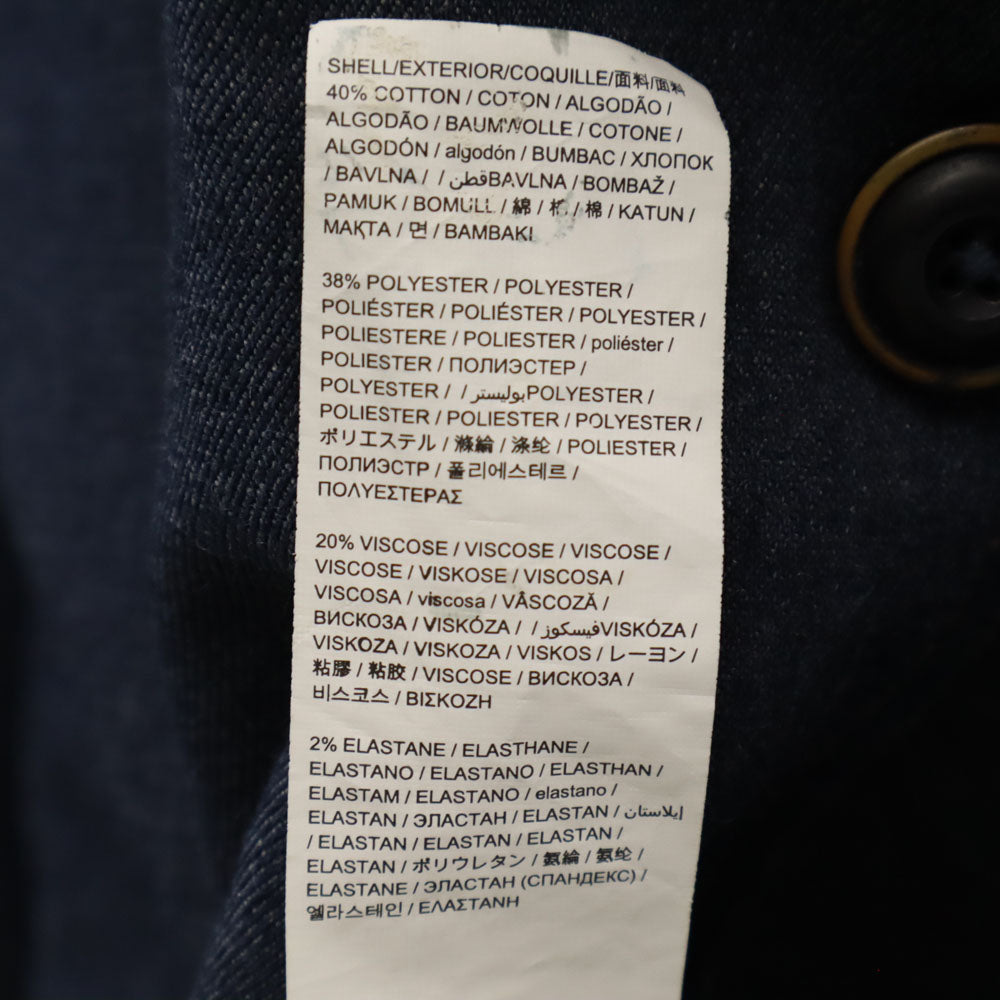 SHELL/EXTERIOR/COQUILLE/面料/面料
40% COTTON / COTON / ALGODÃO /
ALGODÃO / BAUMWOLLE / COTONE /
ALGODÓN / algodón / BUMBAC / ХЛОПОК
/ BAVLNA / / قطنBAVLNA / BOMBAŽ /
PAMUK / BOMULL / 綿 / 棉 / 棉 / KATUN /
МАҚТА / 면 / BAMBAKI
38% POLYESTER / POLYESTER /
POLIÉSTER / POLIÉSTER / POLYESTER /
POLIESTERE / POLIESTER / poliéster /
POLIESTER / ПОЛИЭСТЕР /
POLYESTER / / بوليسترPOLYESTER /
POLIESTER / POLIESTER / POLYESTER /
ポリエステル / 滌綸 / 涤纶 / POLIESTER /
ПОЛИЭСТР / 폴리에스테르 /
ΠΟΛΥΕΣΤΕΡΑΣ
20% VISCOSE / VISCOSE / VISCOSE /
VISCOSE / VISKOSE / VISCOSA /
VISCOSA / viscosa / VÂSCOZĂ /
ВИСКОЗА / VISKÓZA / / فيسكوزVISKÓZA /
VISKOZA / VISKOZA / VISKOS / レーヨン /
粘膠 / 粘胶 / VISCOSE / ВИСКОЗА /
비스코스 / ΒΙΣΚΟΖΗ
2% ELASTANE / ELASTHANE /
ELASTANO / ELASTANO / ELASTHAN /
ELASTAM / ELASTANO / elastano /
ELASTAN / ЭЛАСТАН / ELASTAN / إيلاستان
/ ELASTAN / ELASTAN / ELASTAN /
ELASTAN / ポリウレタン / 氨綸 / 氨纶 /
ELASTANE / ЭЛАСТАН (СПАНДЕКС) /
엘라스테인 / ΕΛΑΣΤΑΝΗ